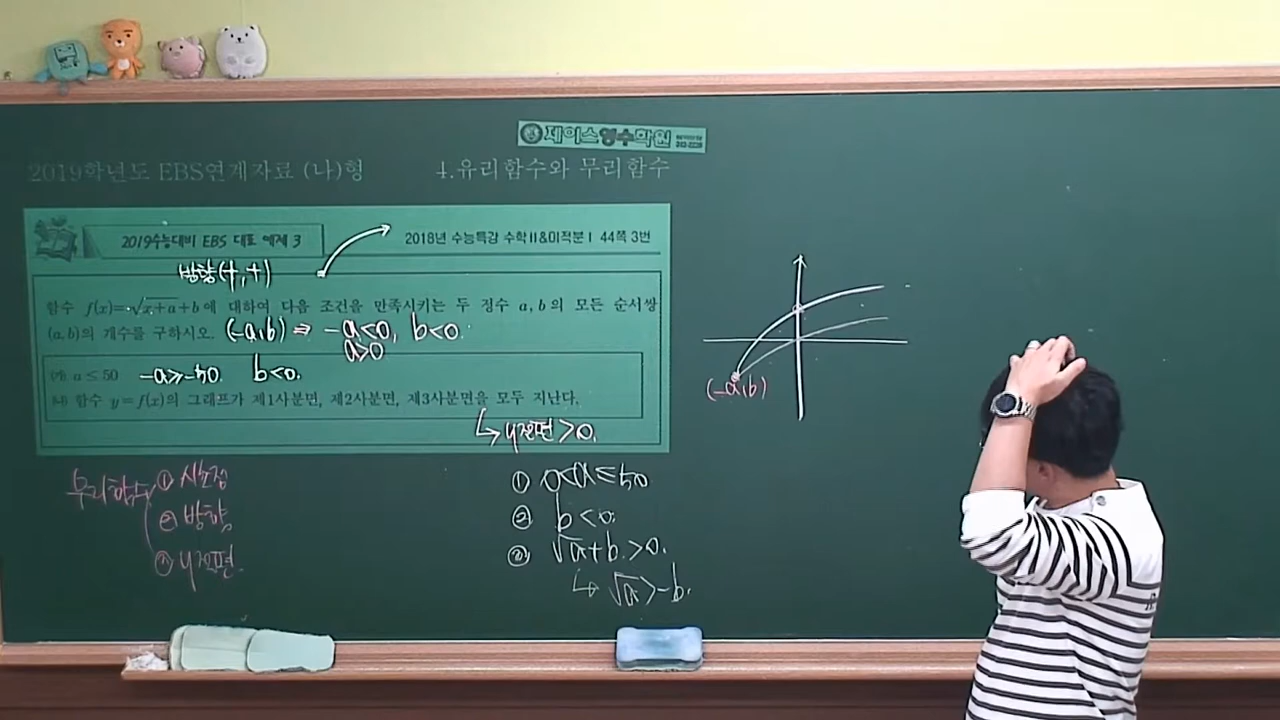 제이스영수학원
2019학년도 EBS연계자료 (나)형
4.유리함수와 무리함수
2019수능대비 EBS 대표 예제 3
2018년 수능특강 수학Ⅱ&미적분Ⅰ 44쪽 3번
방향(+,+)
함수 f(x)=√x+a+b에 대하여 다음 조건을 만족시키는 두 정수 a, b의 모든 순서쌍
(a, b)의 개수를 구하시오. (-a,b) ⇒ -a<0, b<0.
a>0
(가) a≤50 -a≥-50. b<0.
(나) 함수 y=f(x)의 그래프가 제1사분면, 제2사분면, 제3사분면을 모두 지난다.
↳ y절편>0.
무리함수 ① 시작점
② 방향
③ y절편.
① 0<a≤50
② b<0.
③ √a+b.>0.
↳ √a>-b.
(-a,b)